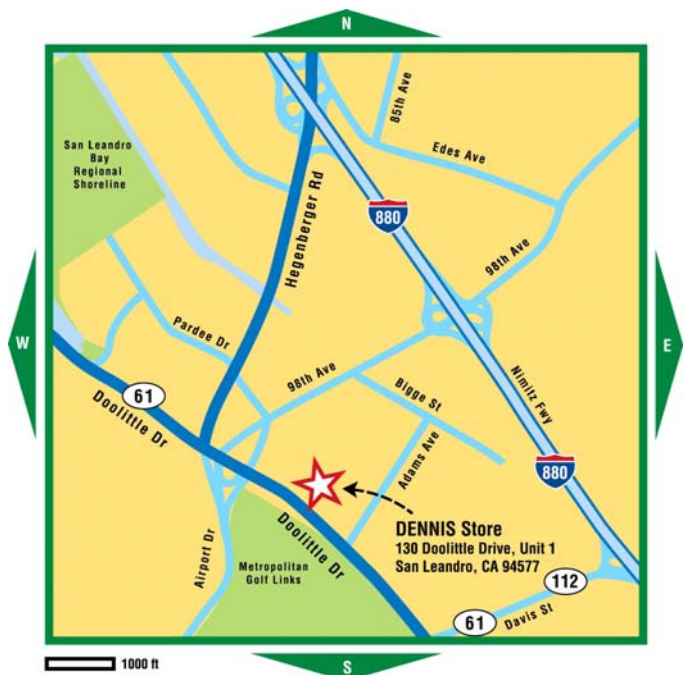 N
85th Ave
San Leandro
Bay
Regional
Shoreline
Edes Ave
Hegenberger Rd
880
98th Ave
W
E
Pardee Dr
98th Ave
Bigge St
Nimitz Fwy
61
Doolittle Dr
Adams Ave
880
DENNIS Store
130 Doolittle Drive, Unit 1
San Leandro, CA 94577
Doolittle Dr
Airport Dr
Metropolitan
Golf Links
112
61
Davis St
1000 ft
S